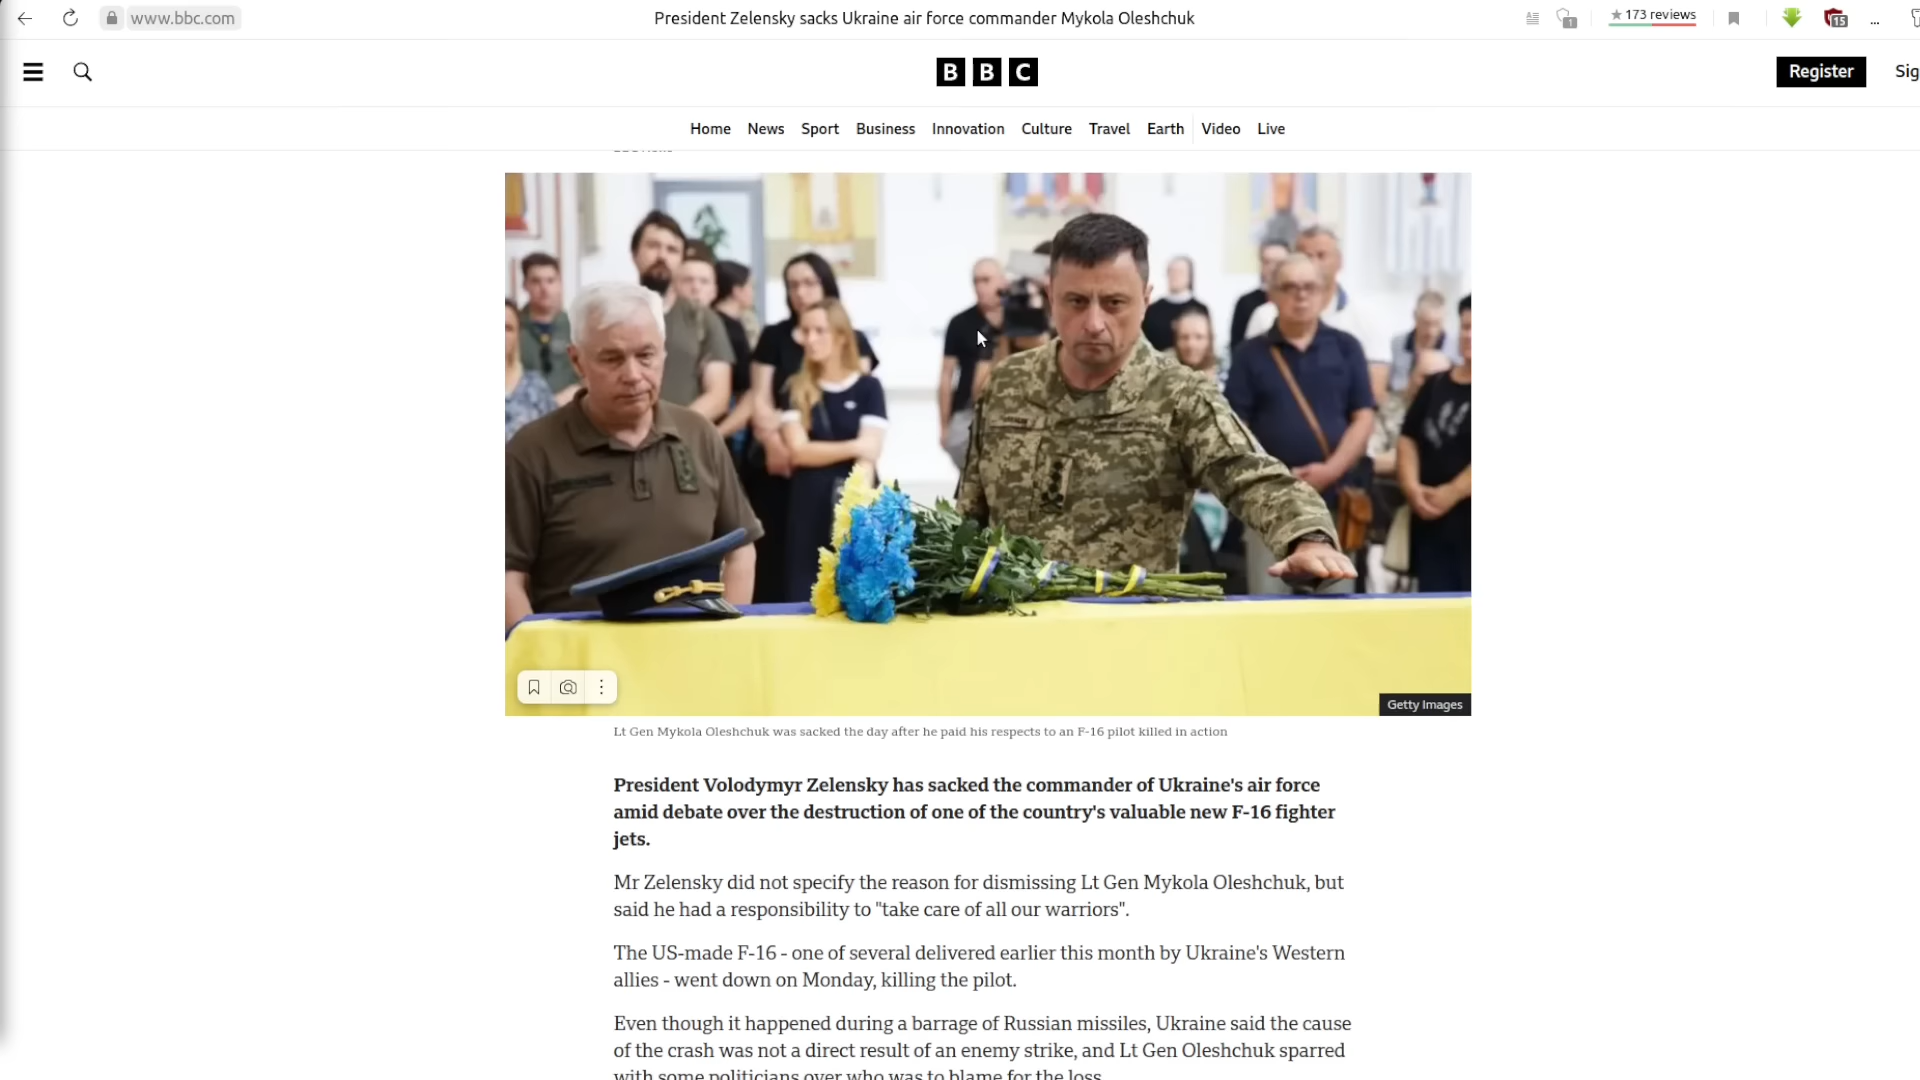 www.bbc.com
President Zelensky sacks Ukraine air force commander Mykola Oleshchuk
1
★ 173 reviews
15
...
B B C
Register
Sig
Home News Sport Business Innovation Culture Travel Earth Video Live
Getty Images
Lt Gen Mykola Oleshchuk was sacked the day after he paid his respects to an F-16 pilot killed in action
President Volodymyr Zelensky has sacked the commander of Ukraine's air force
amid debate over the destruction of one of the country's valuable new F-16 fighter
jets.
Mr Zelensky did not specify the reason for dismissing Lt Gen Mykola Oleshchuk, but
said he had a responsibility to "take care of all our warriors".
The US-made F-16 - one of several delivered earlier this month by Ukraine's Western
allies - went down on Monday, killing the pilot.
Even though it happened during a barrage of Russian missiles, Ukraine said the cause
of the crash was not a direct result of an enemy strike, and Lt Gen Oleshchuk sparred
with some politicians over who was to blame for the loss.